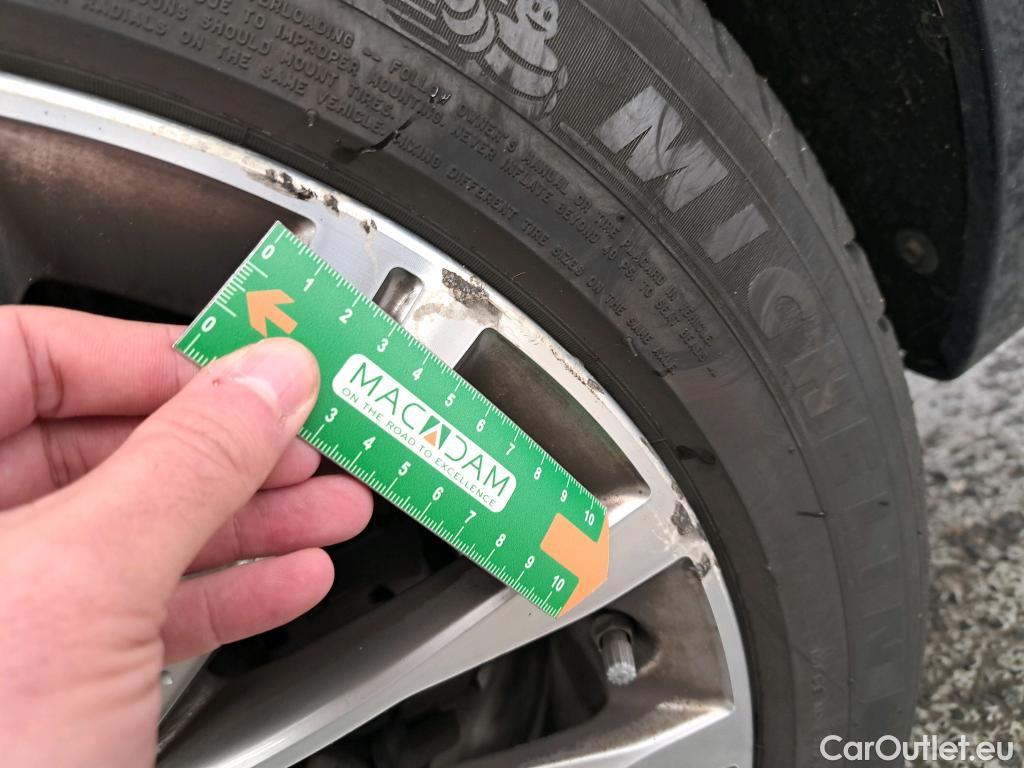 OVERLOADING – FOLLOW OWNER'S MANUAL OR TIRE PLACARD IN VEHICLE.
DUE TO IMPROPER MOUNTING. NEVER INFLATE BEYOND
PSI TO SEAT BEADS
SHOULD MOUNT TIRES.
RADIALS ON THE SAME VEHICLE
MIXING DIFFERENT TIRE SIZES ON THE SAME AXLE
MICHELIN
0 1 2 3 4 5 6 7 8 9 10
MACADAM
ON THE ROAD TO EXCELLENCE
0 3 4 5 6 7 8 9 10
CarOutlet.eu